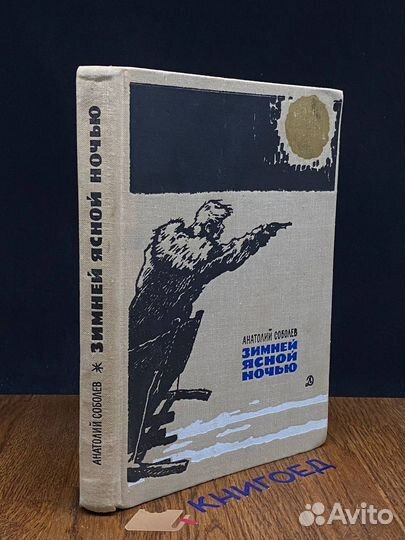 АНАТОЛИЙ СОБОЛЕВ * ЗИМНЕЙ ЯСНОЙ НОЧЬЮ
АНАТОЛИЙ СОБОЛЕВ
ЗИМНЕЙ
ЯСНОЙ
НОЧЬЮ
КНИГОЕД
Avito